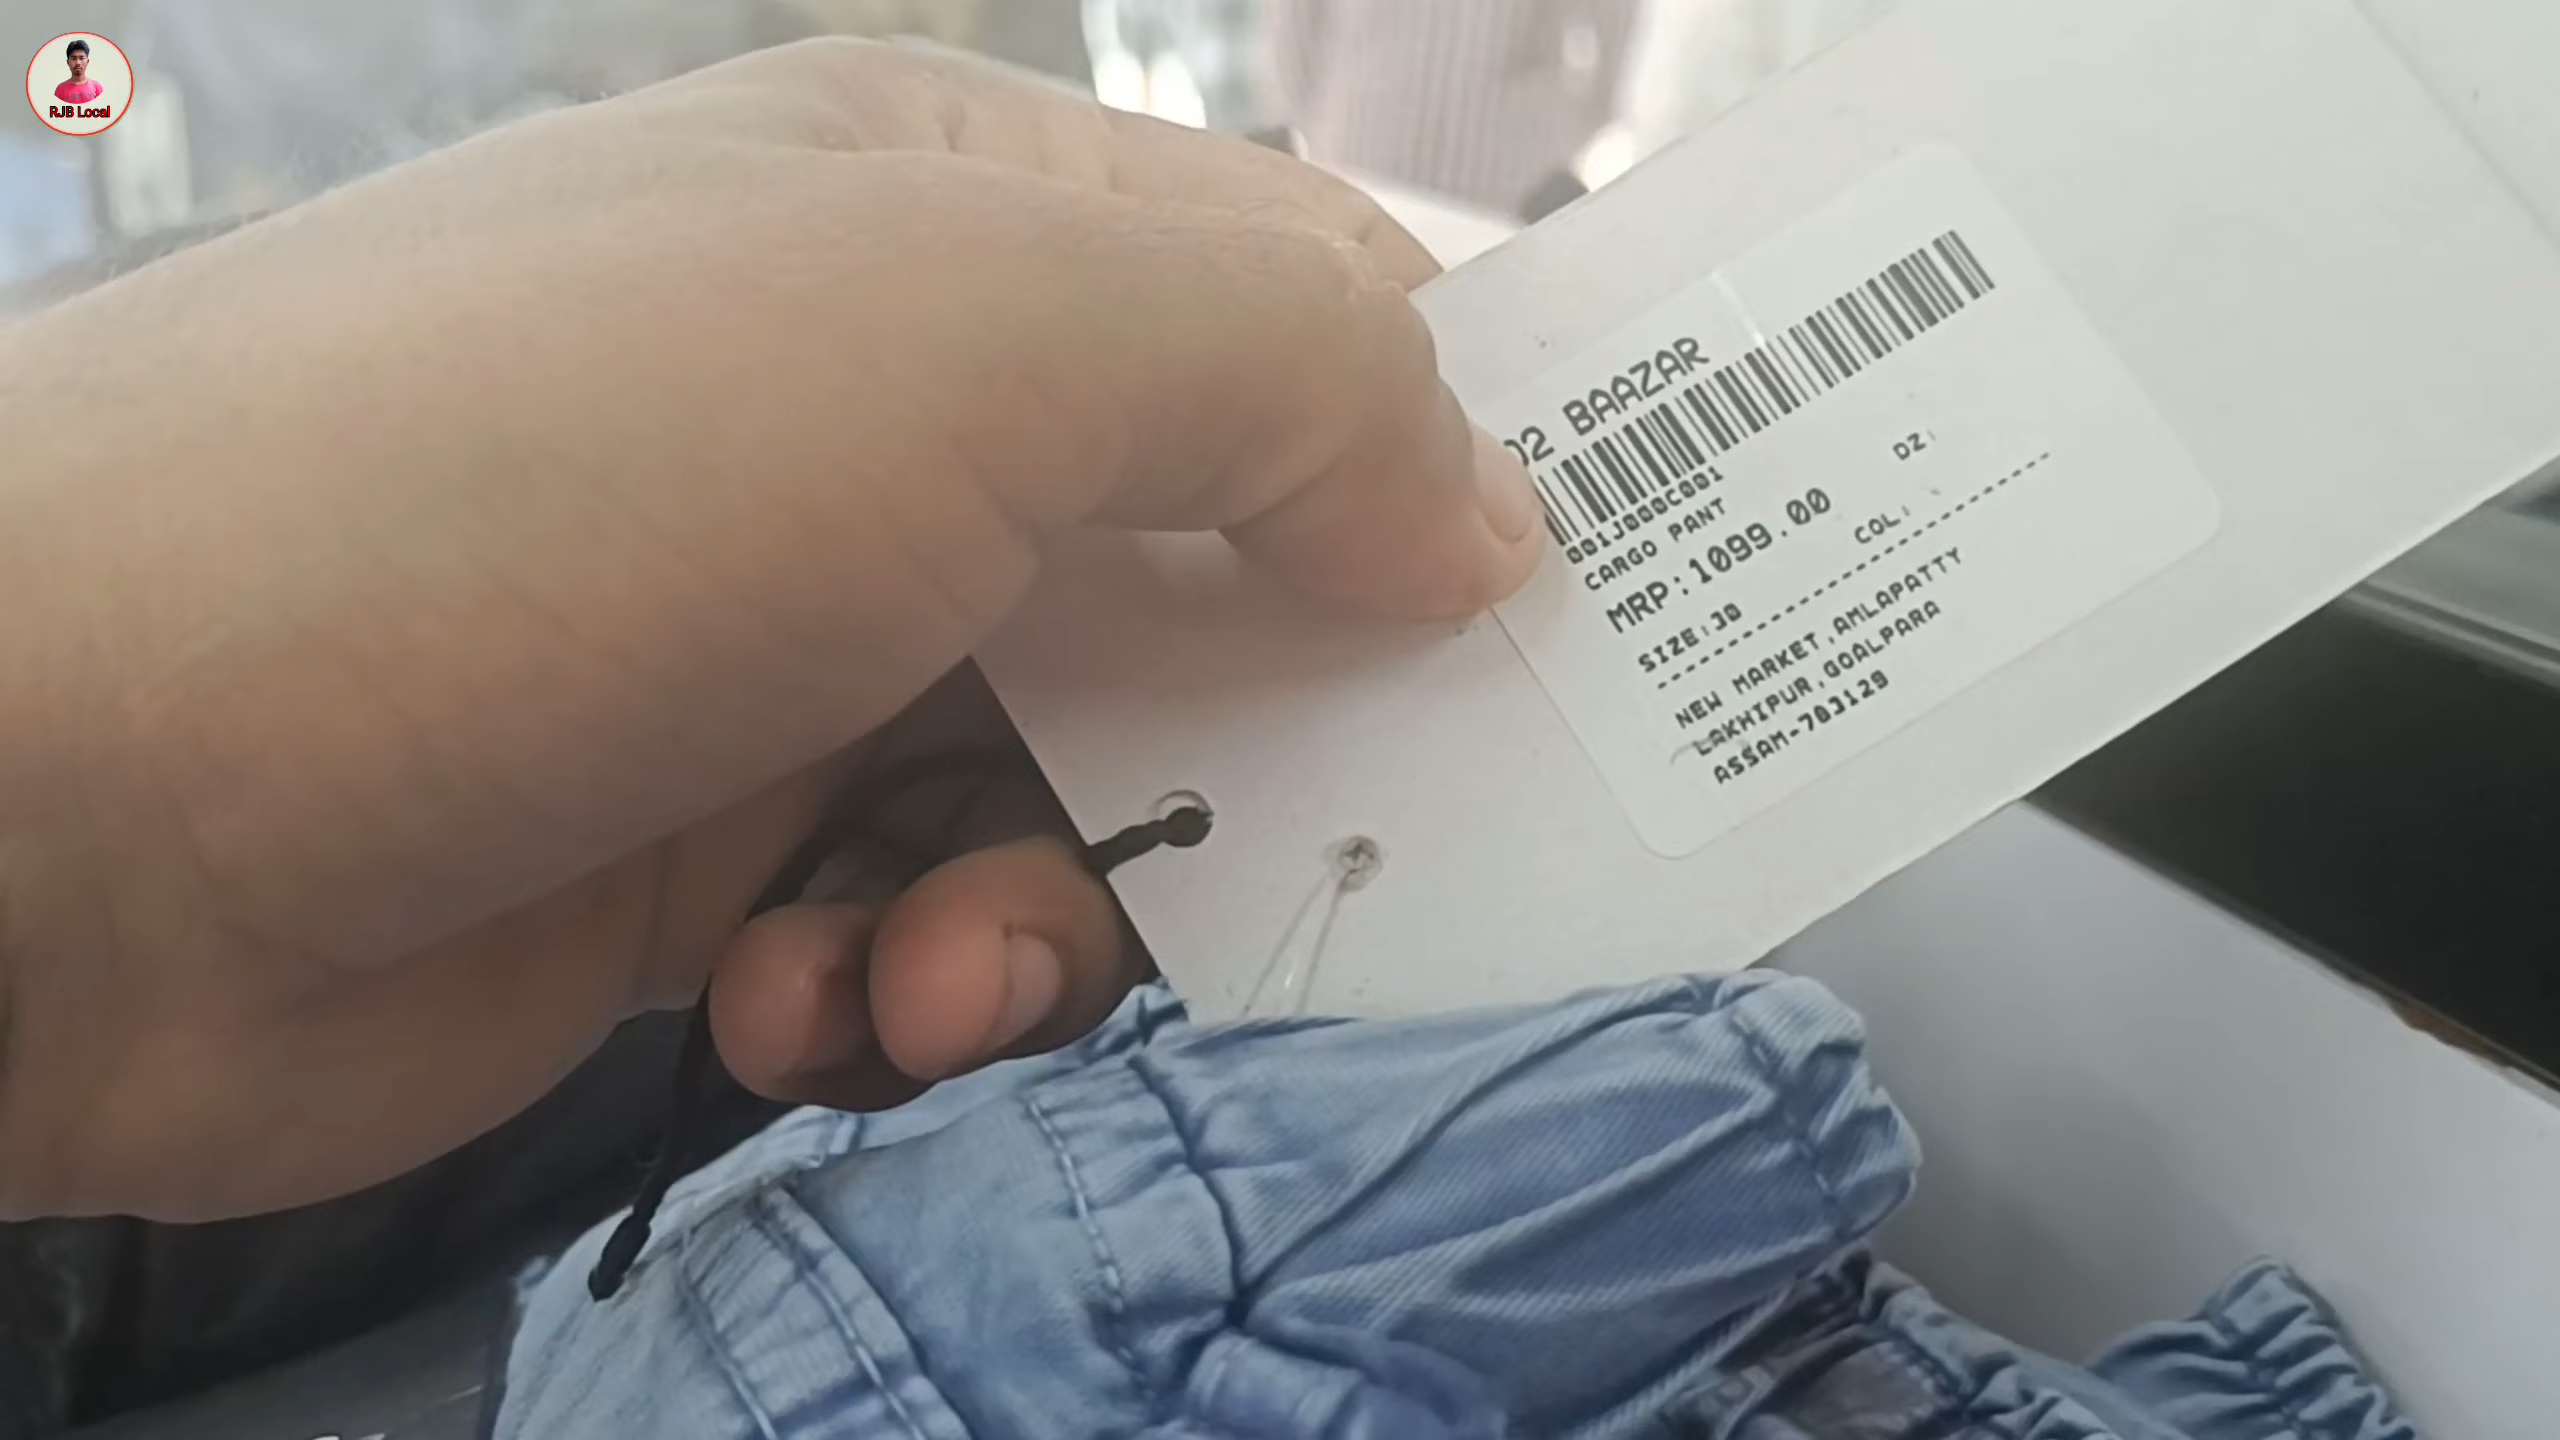 RJB Local
02 BAAZAR
001J000C001
CARGO PANT
DZ:
MRP:1099.00
COL:
SIZE:30
NEW MARKET,AMLAPATTY
LAKHIPUR,GOALPARA
ASSAM-783129